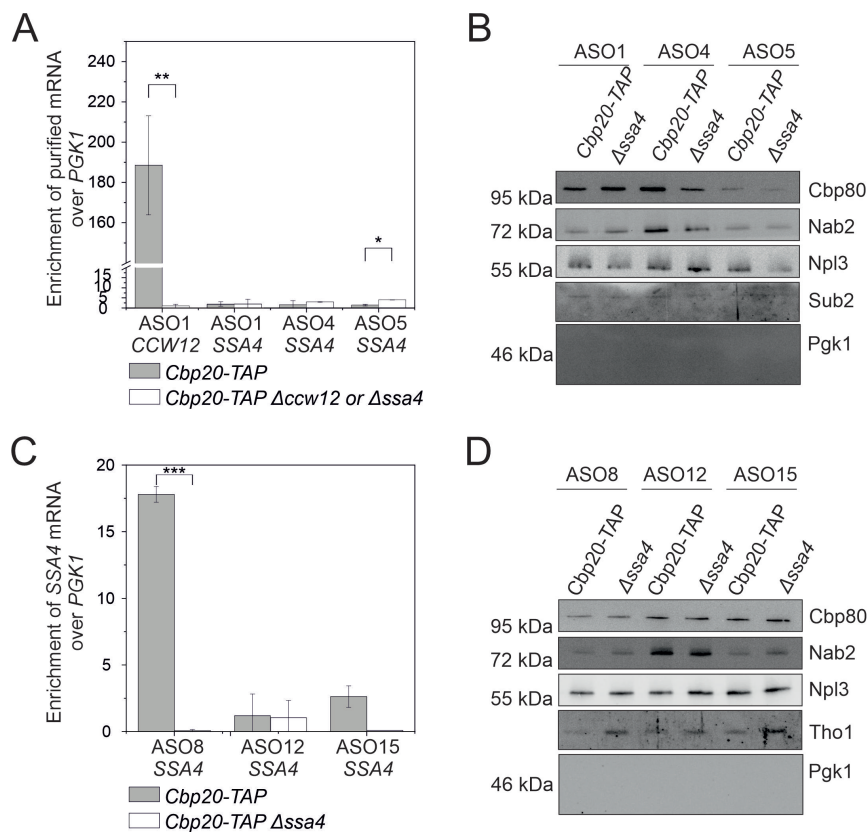 A
Enrichment of purified mRNA
over PGK1
240
220
200
180
160
15
10
5
0
**
*
ASO1 ASO1 ASO4 ASO5
CCW12 SSA4 SSA4 SSA4
Cbp20-TAP
Cbp20-TAP Δccw12 or Δssa4
B
ASO1 ASO4 ASO5
Cbp20-TAP Δssa4 Cbp20-TAP Δssa4 Cbp20-TAP Δssa4
95 kDa Cbp80
72 kDa Nab2
55 kDa Npl3
Sub2
46 kDa Pgk1
C
Enrichment of SSA4 mRNA
over PGK1
20
15
10
5
0
***
ASO8 ASO12 ASO15
SSA4 SSA4 SSA4
Cbp20-TAP
Cbp20-TAP Δssa4
D
ASO8 ASO12 ASO15
Cbp20-TAP Δssa4 Cbp20-TAP Δssa4 Cbp20-TAP Δssa4
95 kDa Cbp80
72 kDa Nab2
55 kDa Npl3
Tho1
46 kDa Pgk1